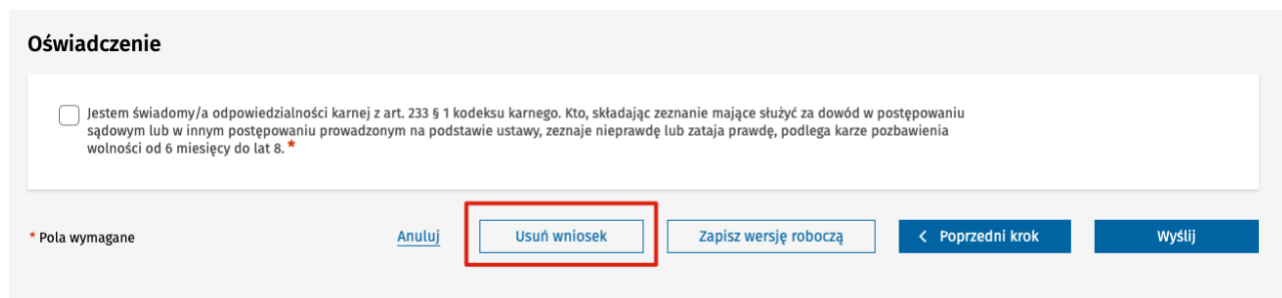 Oświadczenie
Jestem świadomy/a odpowiedzialności karnej z art. 233 § 1 kodeksu karnego. Kto, składając zeznanie mające służyć za dowód w postępowaniu
sądowym lub w innym postępowaniu prowadzonym na podstawie ustawy, zeznaje nieprawdę lub zataja prawdę, podlega karze pozbawienia
wolności od 6 miesięcy do lat 8. *
* Pola wymagane
Anuluj
Usuń wniosek
Zapisz wersję roboczą
< Poprzedni krok
Wyślij